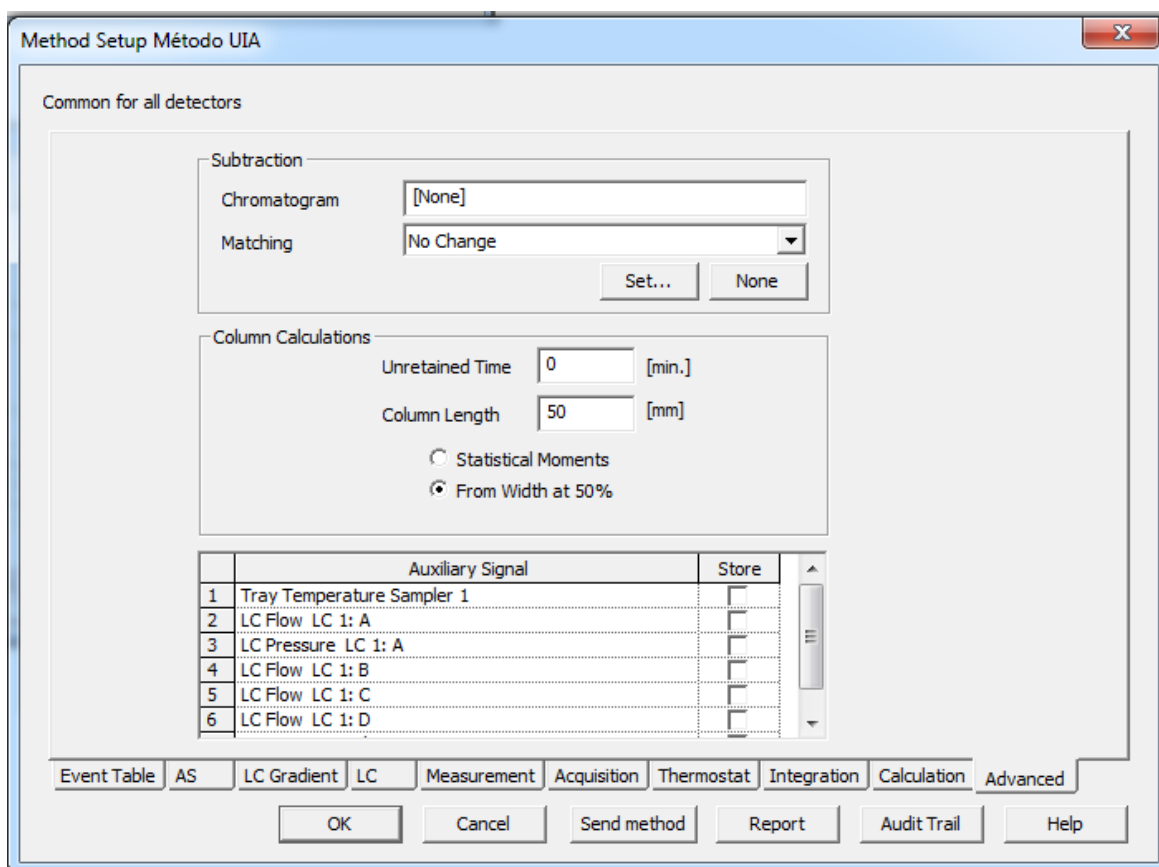 Method Setup Método UIA
Common for all detectors
Subtraction
Chromatogram [None]
Matching No Change
Set... None
Column Calculations
Unretained Time 0 [min.]
Column Length 50 [mm]
Statistical Moments
From Width at 50%
Auxiliary Signal Store
1 Tray Temperature Sampler 1
2 LC Flow LC 1: A
3 LC Pressure LC 1: A
4 LC Flow LC 1: B
5 LC Flow LC 1: C
6 LC Flow LC 1: D
Event Table AS LC Gradient LC Measurement Acquisition Thermostat Integration Calculation Advanced
OK Cancel Send method Report Audit Trail Help